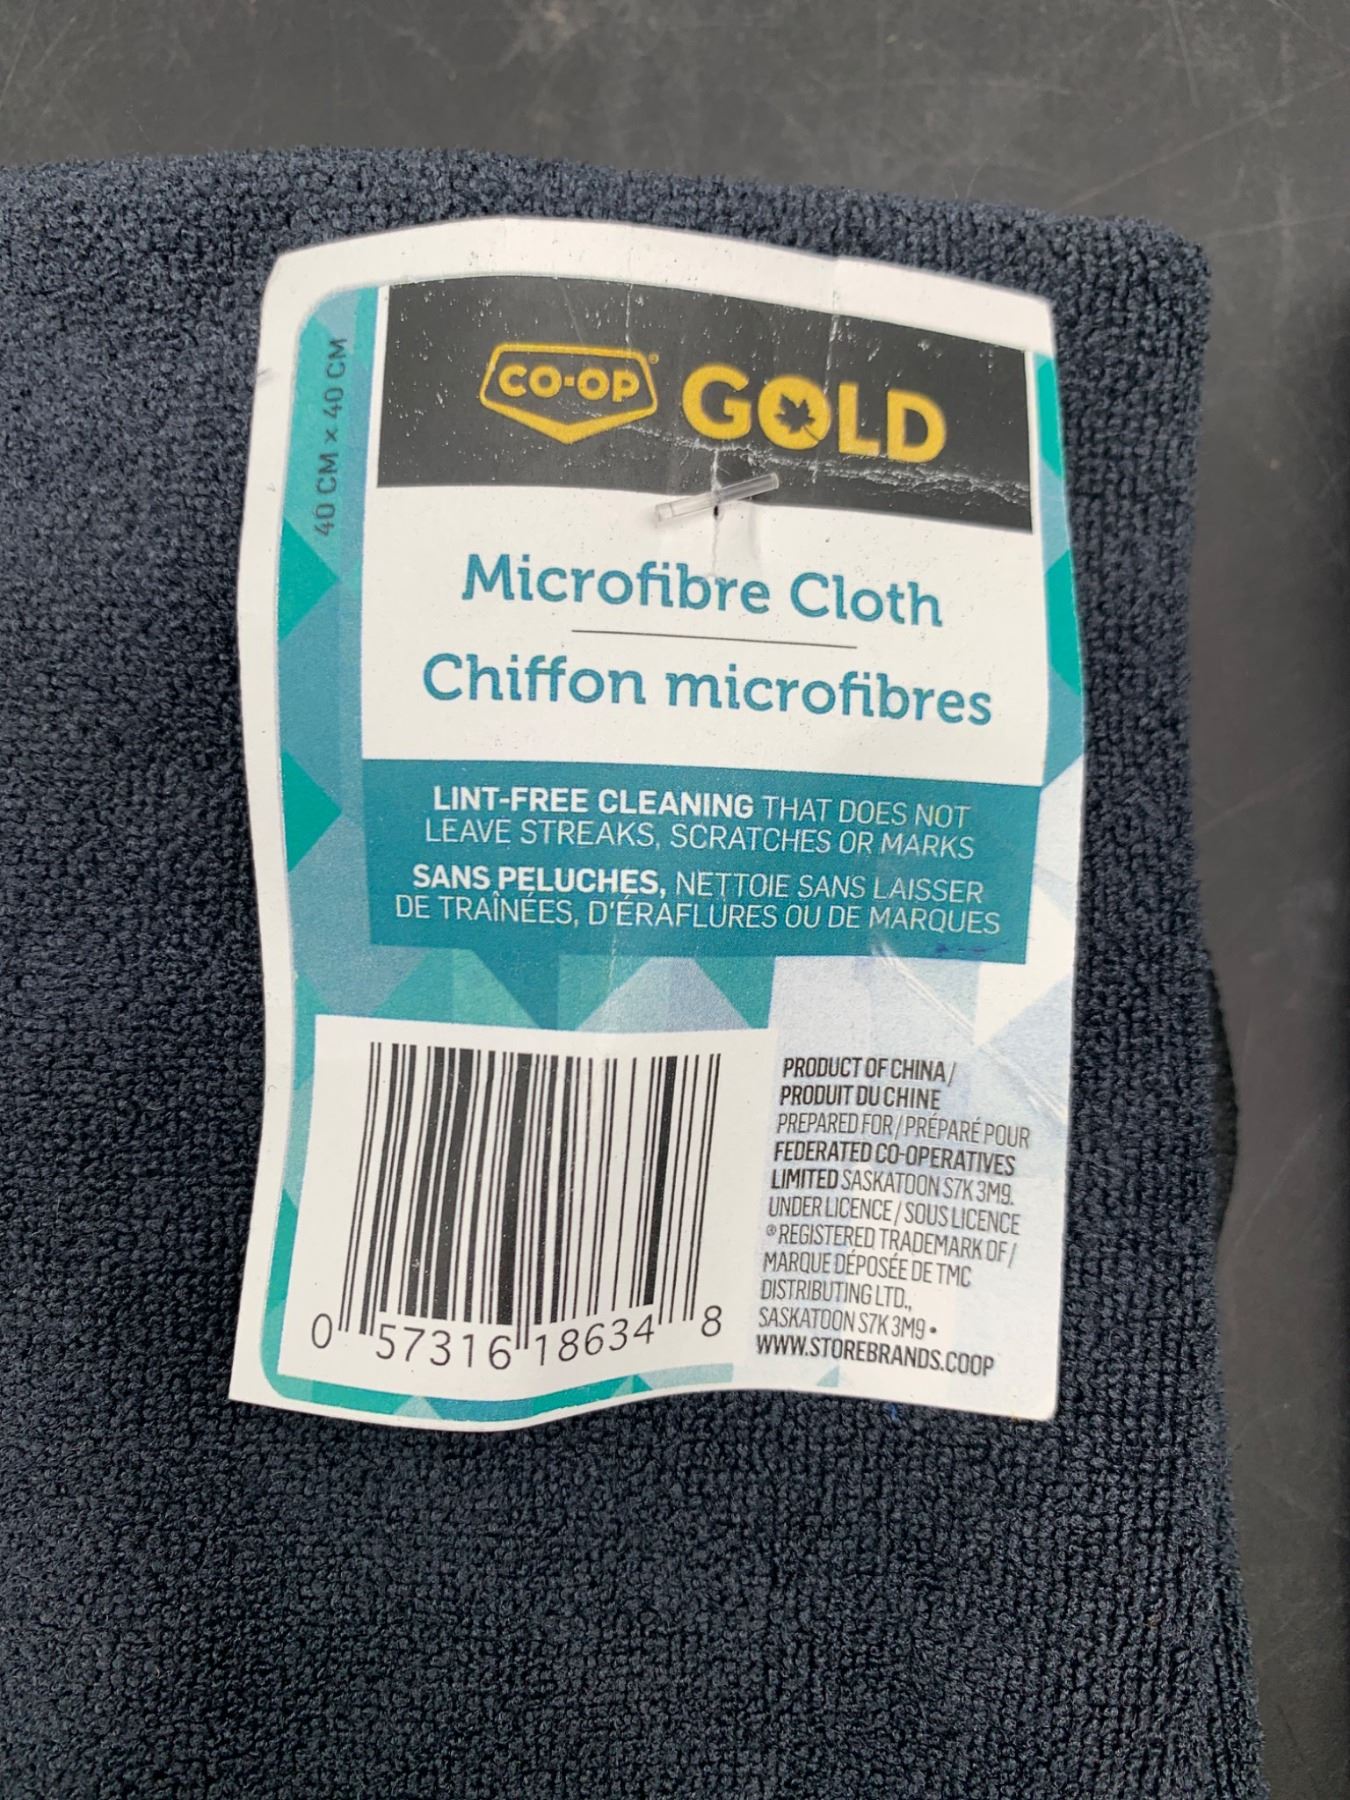 40 CM x 40 CM
CO-OP® GOLD
Microfibre Cloth
Chiffon microfibres
LINT-FREE CLEANING THAT DOES NOT
LEAVE STREAKS, SCRATCHES OR MARKS
SANS PELUCHES, NETTOIE SANS LAISSER
DE TRAÎNÉES, D'ÉRAFLURES OU DE MARQUES
0 57316 18634 8
PRODUCT OF CHINA /
PRODUIT DU CHINE
PREPARED FOR / PRÉPARÉ POUR
FEDERATED CO-OPERATIVES
LIMITED SASKATOON S7K 3M9.
UNDER LICENCE / SOUS LICENCE
®REGISTERED TRADEMARK OF /
MARQUE DÉPOSÉE DE TMC
DISTRIBUTING LTD.,
SASKATOON S7K 3M9 •
WWW.STOREBRANDS.COOP